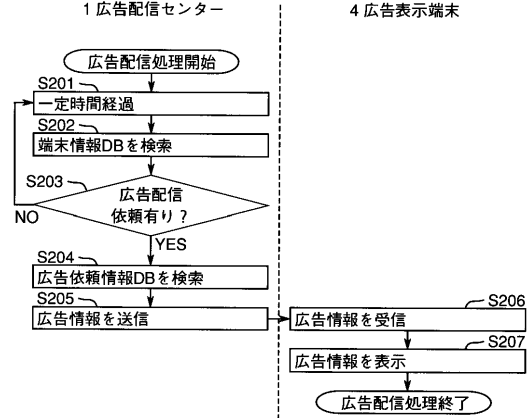 1 広告配信センター
4 広告表示端末
広告配信処理開始
S201
一定時間経過
S202
端末情報DBを検索
S203
広告配信
依頼有り?
NO
YES
S204
広告依頼情報DBを検索
S205
広告情報を送信
S206
広告情報を受信
S207
広告情報を表示
広告配信処理終了